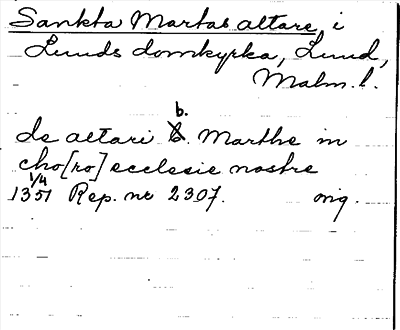 Sankta Martas altare i
Lunds domkyrka, Lund,
Malm. l.
b.
de altari S. Marthe in
cho[ro] ecclesie nostre
1/4
1351 Rep. nr 2307. orig.